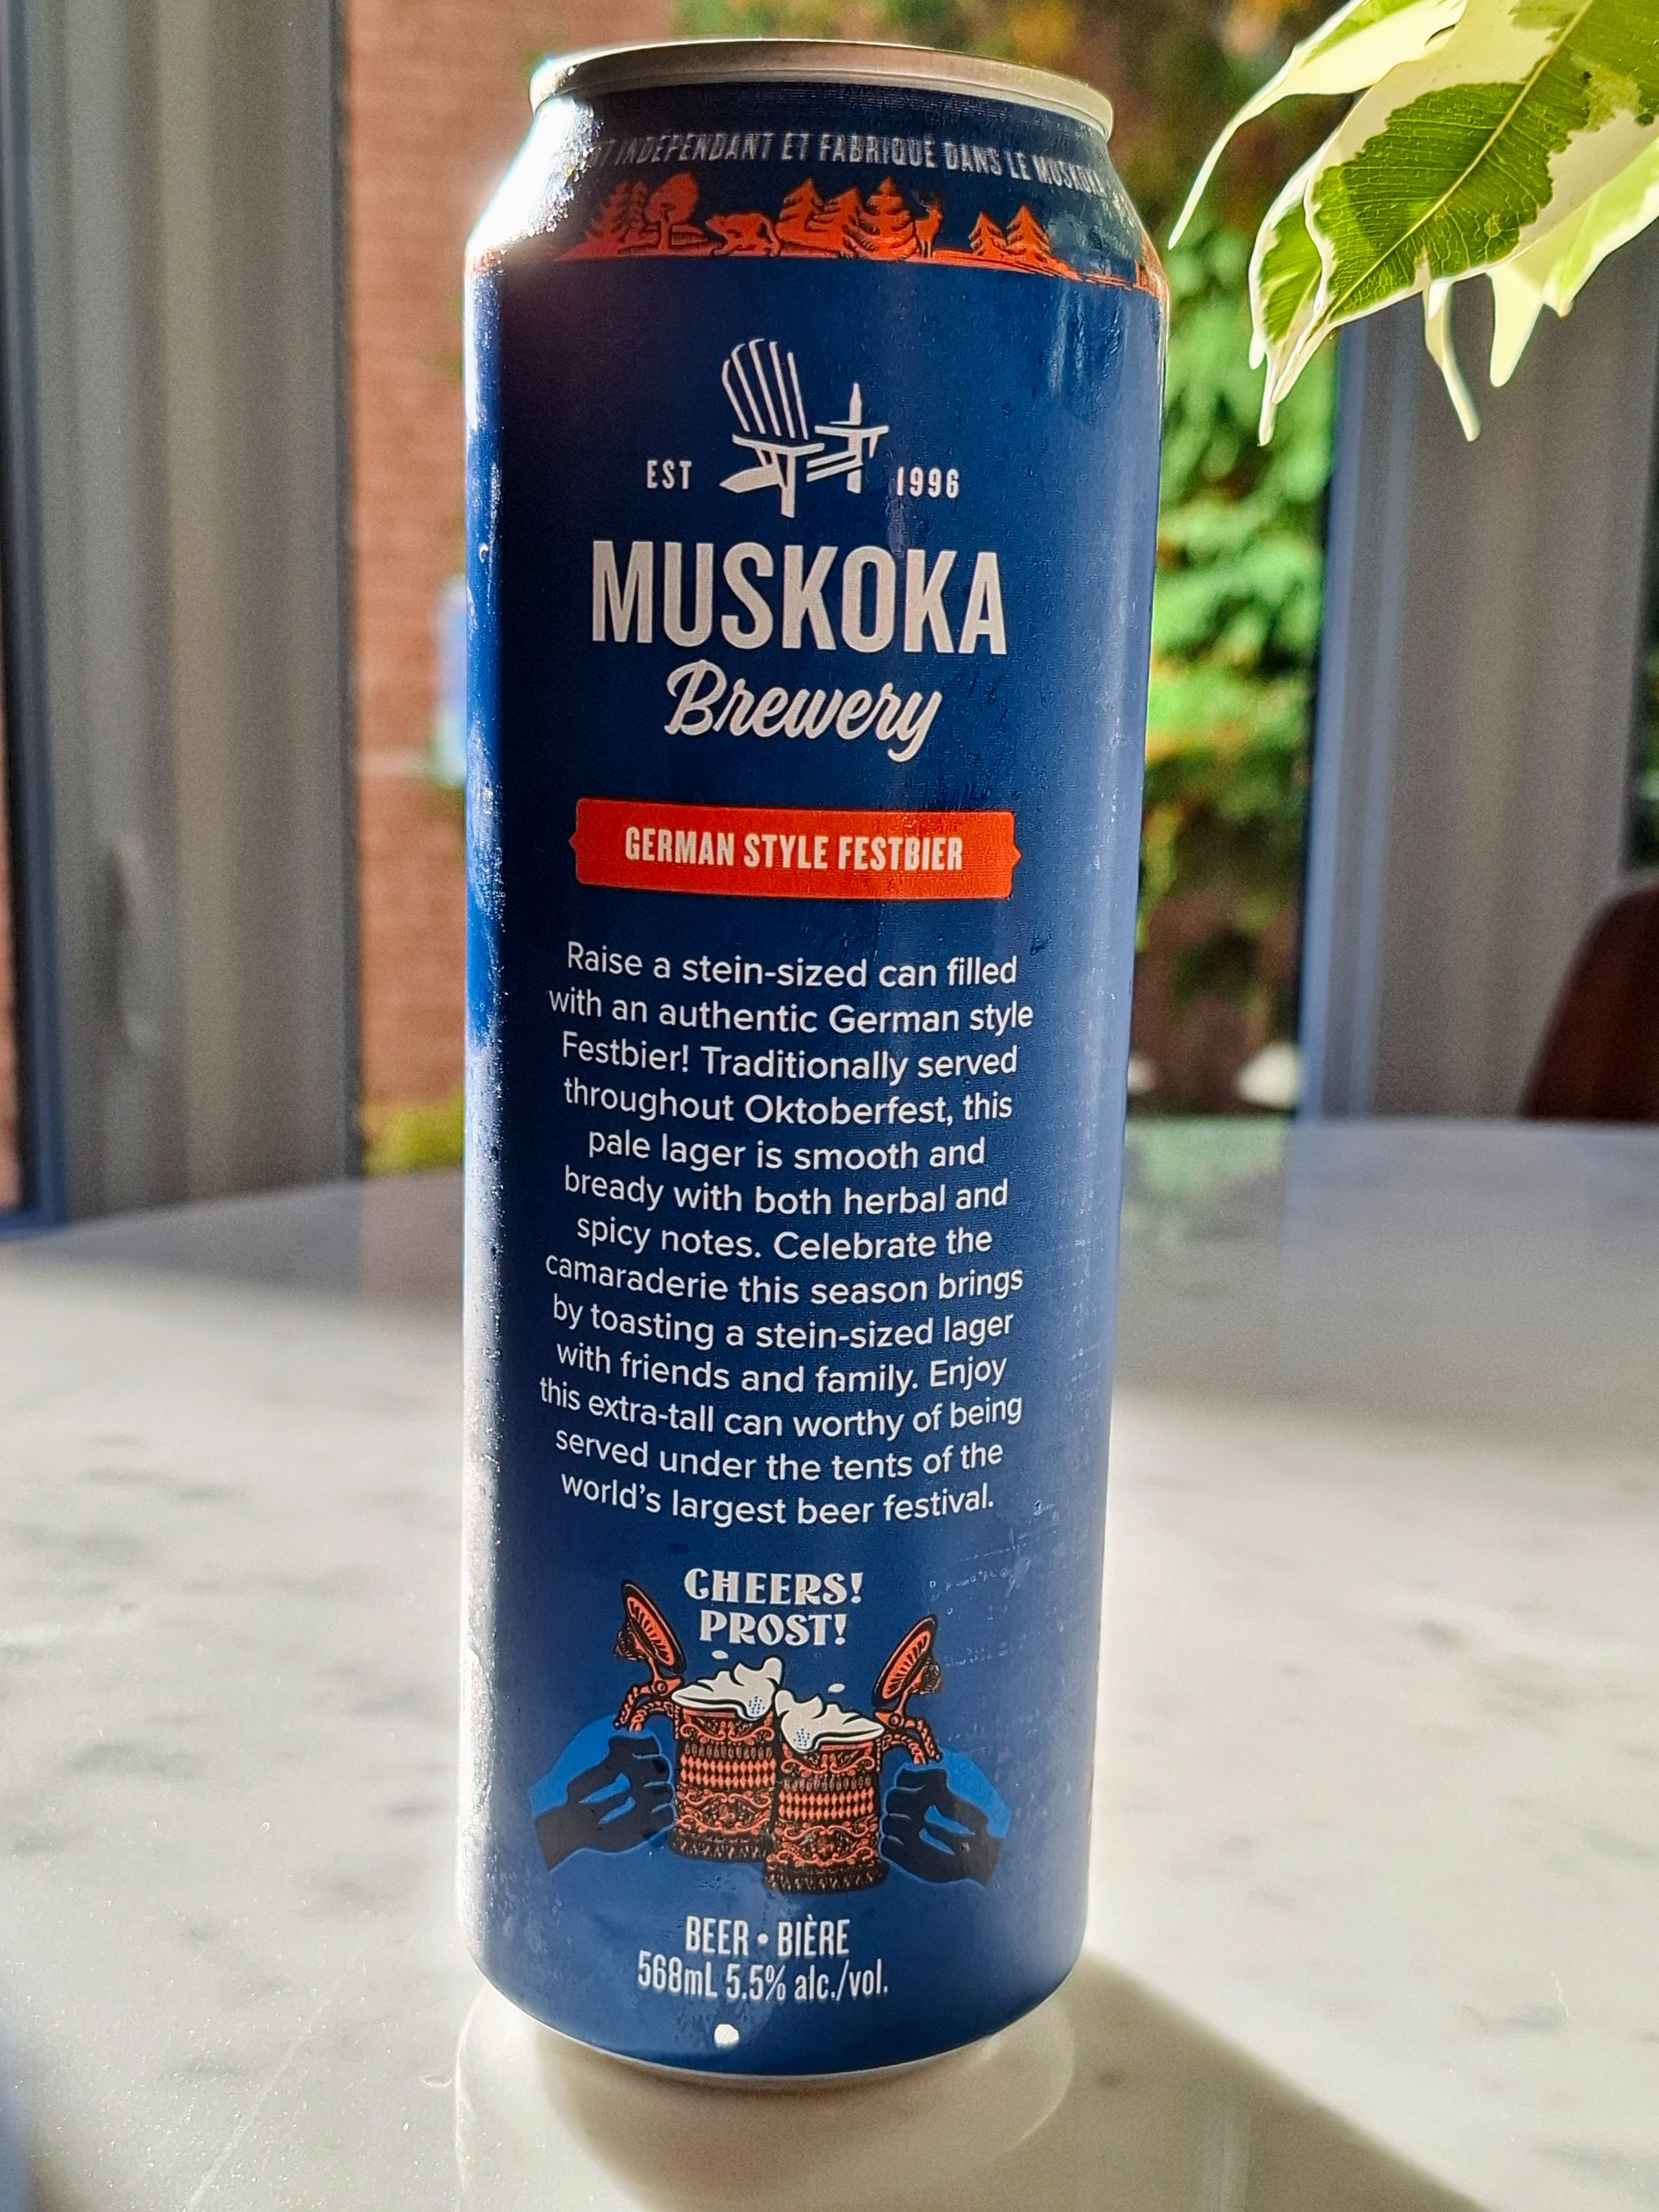 INDÉPENDANT ET FABRIQUÉ DANS LE MUSKOKA
EST 1996
MUSKOKA
Brewery
GERMAN STYLE FESTBIER
Raise a stein-sized can filled
with an authentic German style
Festbier! Traditionally served
throughout Oktoberfest, this
pale lager is smooth and
bready with both herbal and
spicy notes. Celebrate the
camaraderie this season brings
by toasting a stein-sized lager
with friends and family. Enjoy
this extra-tall can worthy of being
served under the tents of the
world's largest beer festival.
CHEERS!
PROST!
BEER • BIÈRE
568mL 5.5% alc./vol.